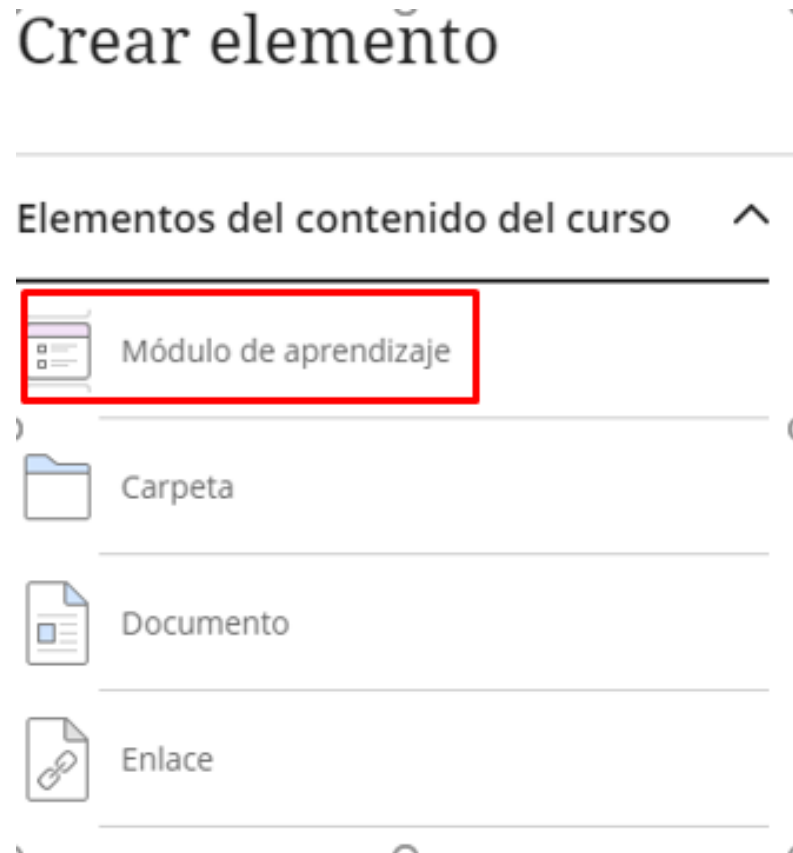 Crear elemento
Elementos del contenido del curso
Módulo de aprendizaje
Carpeta
Documento
Enlace